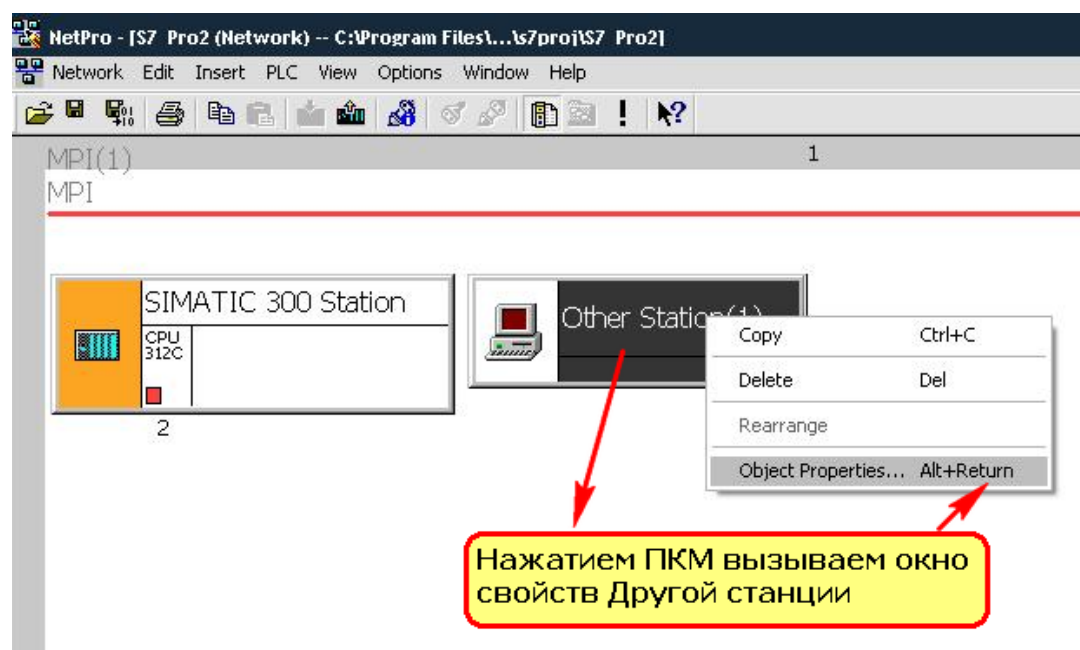 NetPro - [S7_Pro2 (Network) -- C:\Program Files\...\s7proj\S7_Pro2]
Network Edit Insert PLC View Options Window Help
MPI(1)
1
MPI
SIMATIC 300 Station
CPU
312C
2
Other Station(1)
Copy Ctrl+C
Delete Del
Rearrange
Object Properties... Alt+Return
Нажатием ПКМ вызываем окно
свойств Другой станции